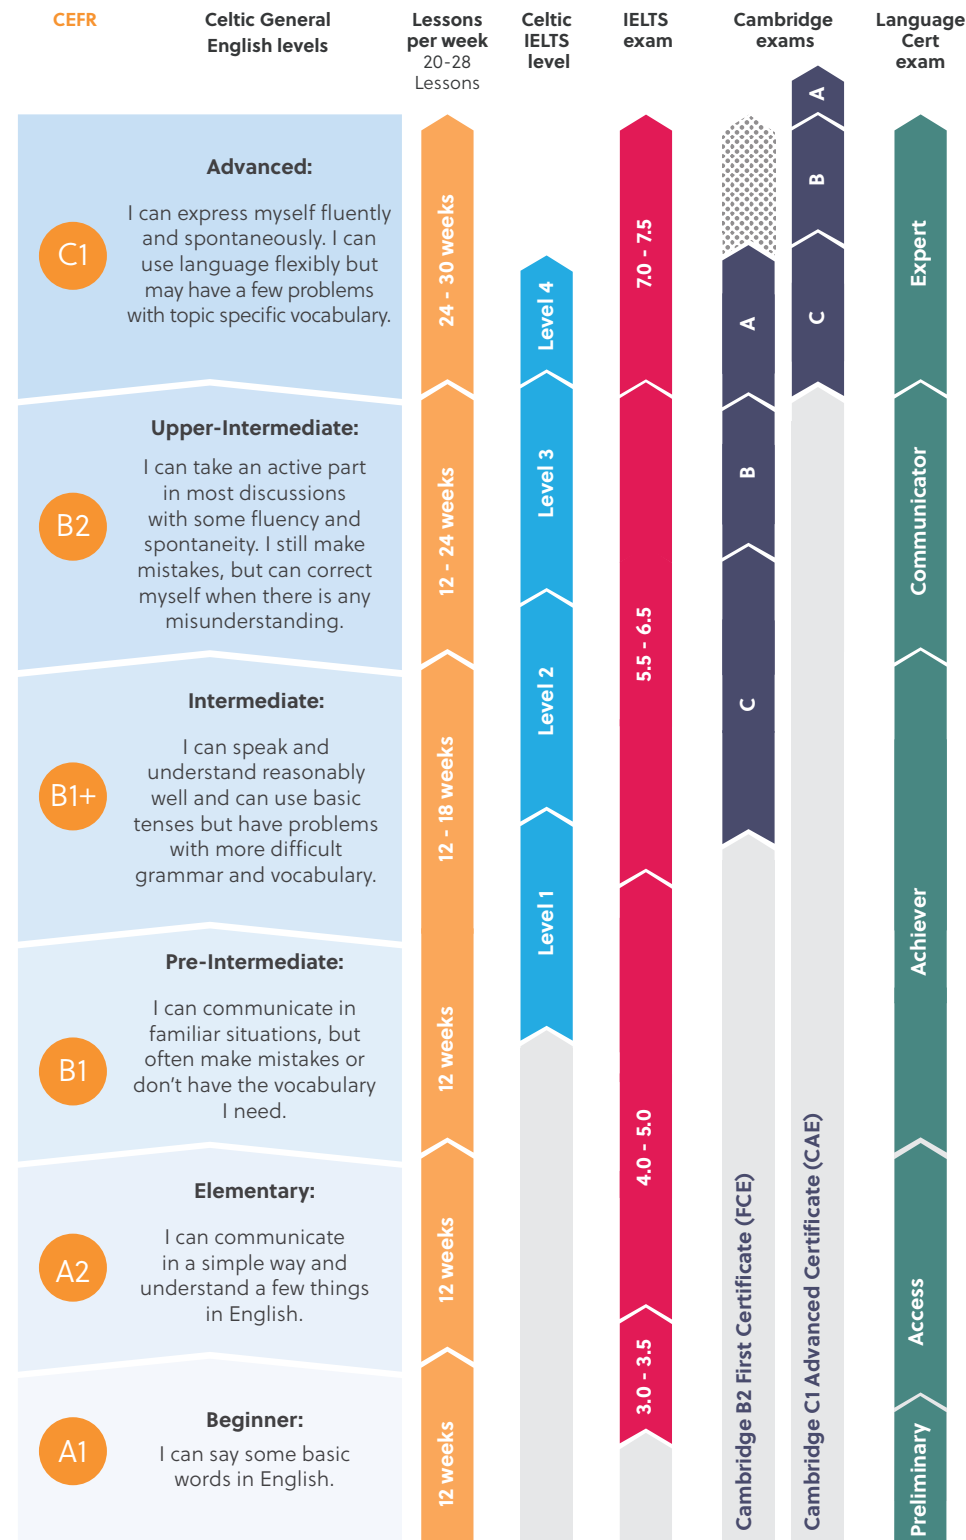 CEFR
Celtic General
English levels
Lessons
per week
20-28
Lessons
Celtic
IELTS
level
IELTS
exam
Cambridge
exams
Language
Cert
exam
C1
Advanced:
I can express myself fluently
and spontaneously. I can
use language flexibly but
may have a few problems
with topic specific vocabulary.
B2
Upper-Intermediate:
I can take an active part
in most discussions
with some fluency and
spontaneity. I still make
mistakes, but can correct
myself when there is any
misunderstanding.
B1+
Intermediate:
I can speak and
understand reasonably
well and can use basic
tenses but have problems
with more difficult
grammar and vocabulary.
B1
Pre-Intermediate:
I can communicate in
familiar situations, but
often make mistakes or
don't have the vocabulary
I need.
A2
Elementary:
I can communicate
in a simple way and
understand a few things
in English.
A1
Beginner:
I can say some basic
words in English.
24 - 30 weeks
12 - 24 weeks
12 - 18 weeks
12 weeks
12 weeks
12 weeks
Level 4
Level 3
Level 2
Level 1
7.0 - 7.5
5.5 - 6.5
4.0 - 5.0
3.0 - 3.5
A
B
C
Cambridge B2 First Certificate (FCE)
A
B
C
Cambridge C1 Advanced Certificate (CAE)
Expert
Communicator
Achiever
Access
Preliminary